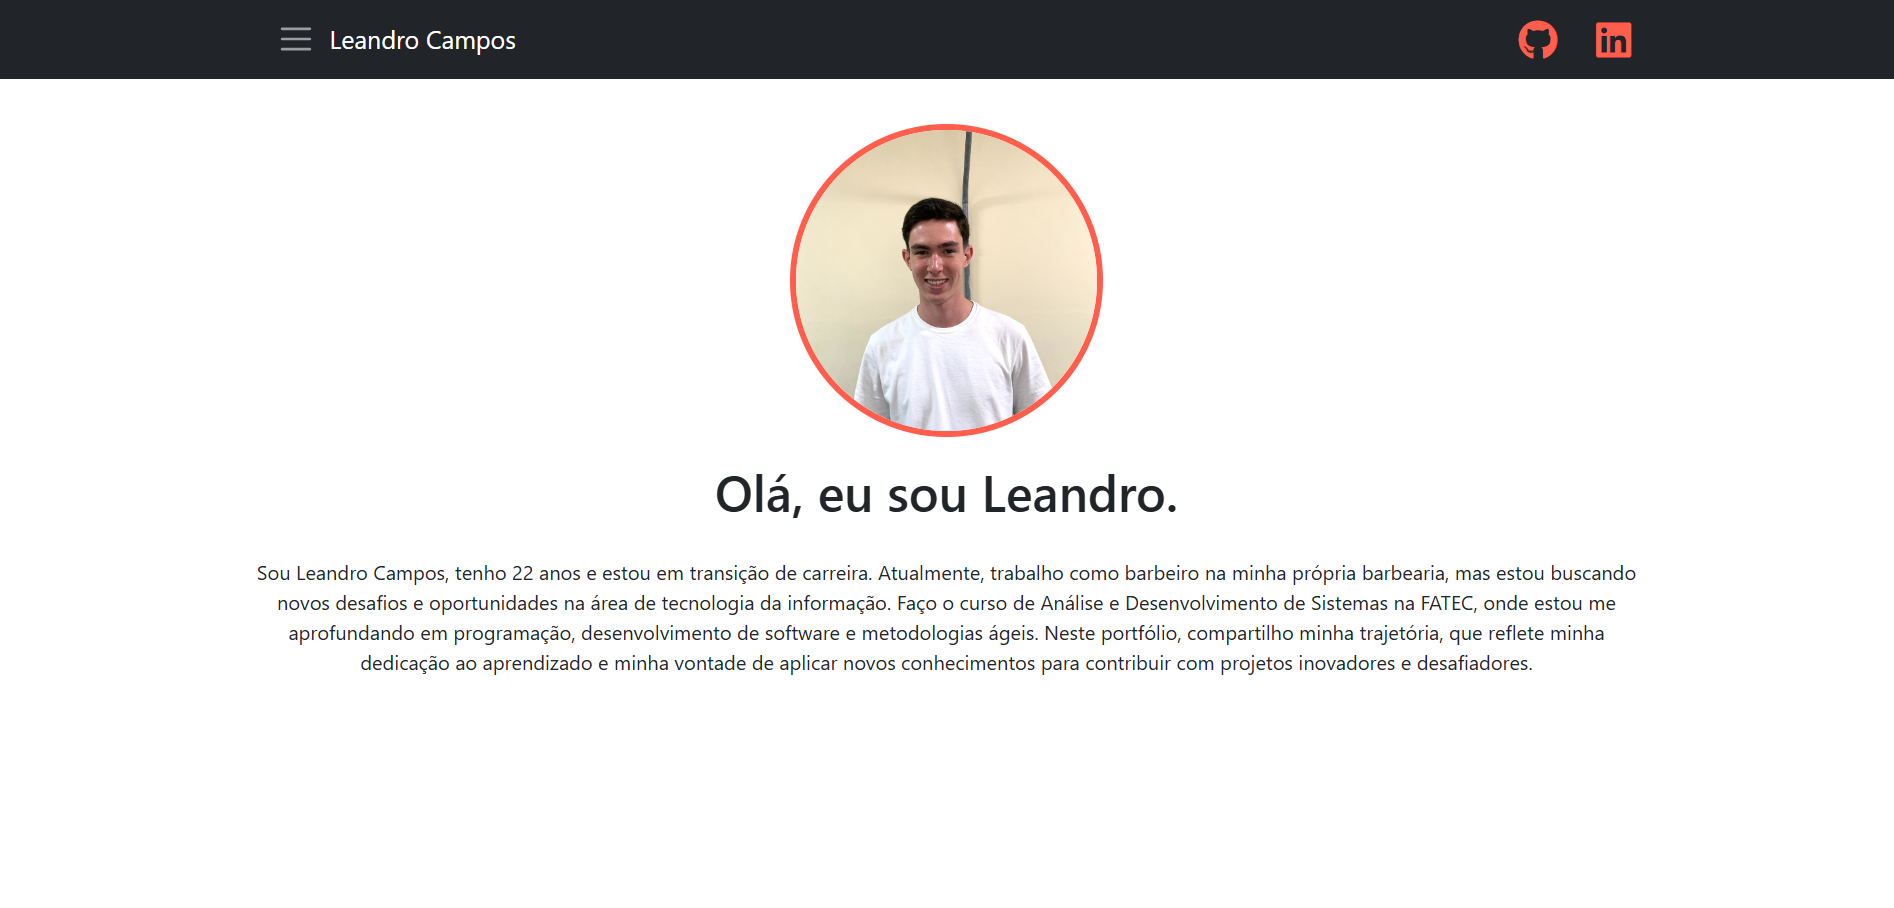 Leandro Campos
in
Olá, eu sou Leandro.
Sou Leandro Campos, tenho 22 anos e estou em transição de carreira. Atualmente, trabalho como barbeiro na minha própria barbearia, mas estou buscando
novos desafios e oportunidades na área de tecnologia da informação. Faço o curso de Análise e Desenvolvimento de Sistemas na FATEC, onde estou me
aprofundando em programação, desenvolvimento de software e metodologias ágeis. Neste portfólio, compartilho minha trajetória, que reflete minha
dedicação ao aprendizado e minha vontade de aplicar novos conhecimentos para contribuir com projetos inovadores e desafiadores.